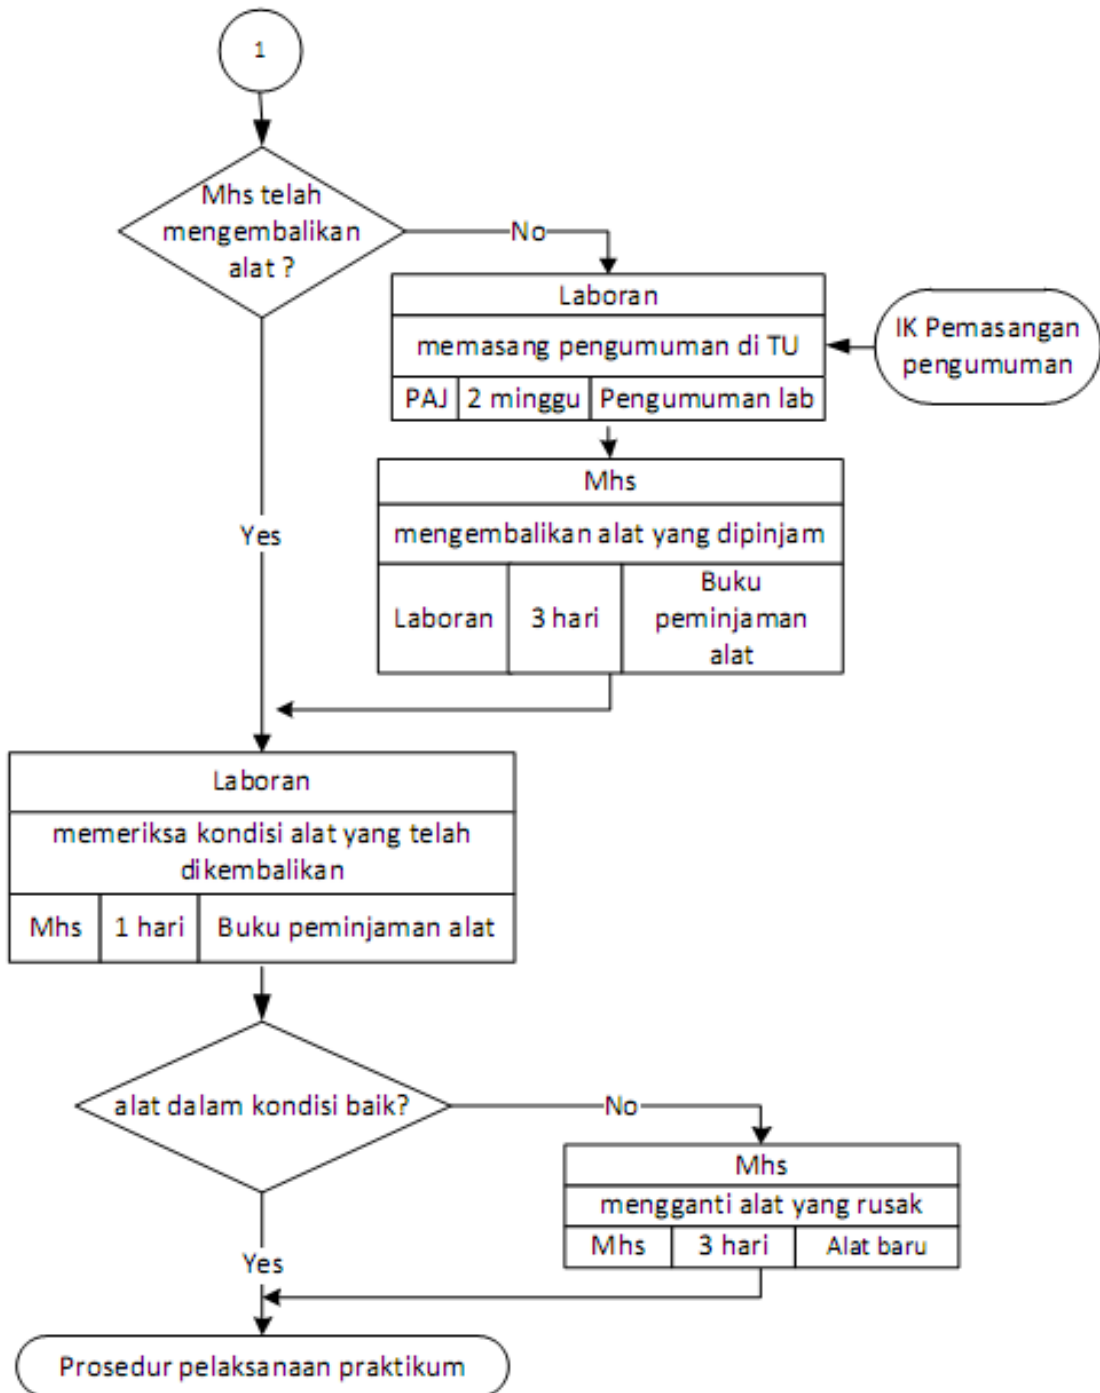 1
Mhs telah
mengembalikan
alat ?
No
Laboran
memasang pengumuman di TU
PAJ 2 minggu Pengumuman lab
IK Pemasangan
pengumuman
Mhs
mengembalikan alat yang dipinjam
Laboran 3 hari Buku
peminjaman
alat
Yes
Laboran
memeriksa kondisi alat yang telah
dikembalikan
Mhs 1 hari Buku peminjaman alat
alat dalam kondisi baik?
No
Mhs
mengganti alat yang rusak
Mhs 3 hari Alat baru
Yes
Prosedur pelaksanaan praktikum